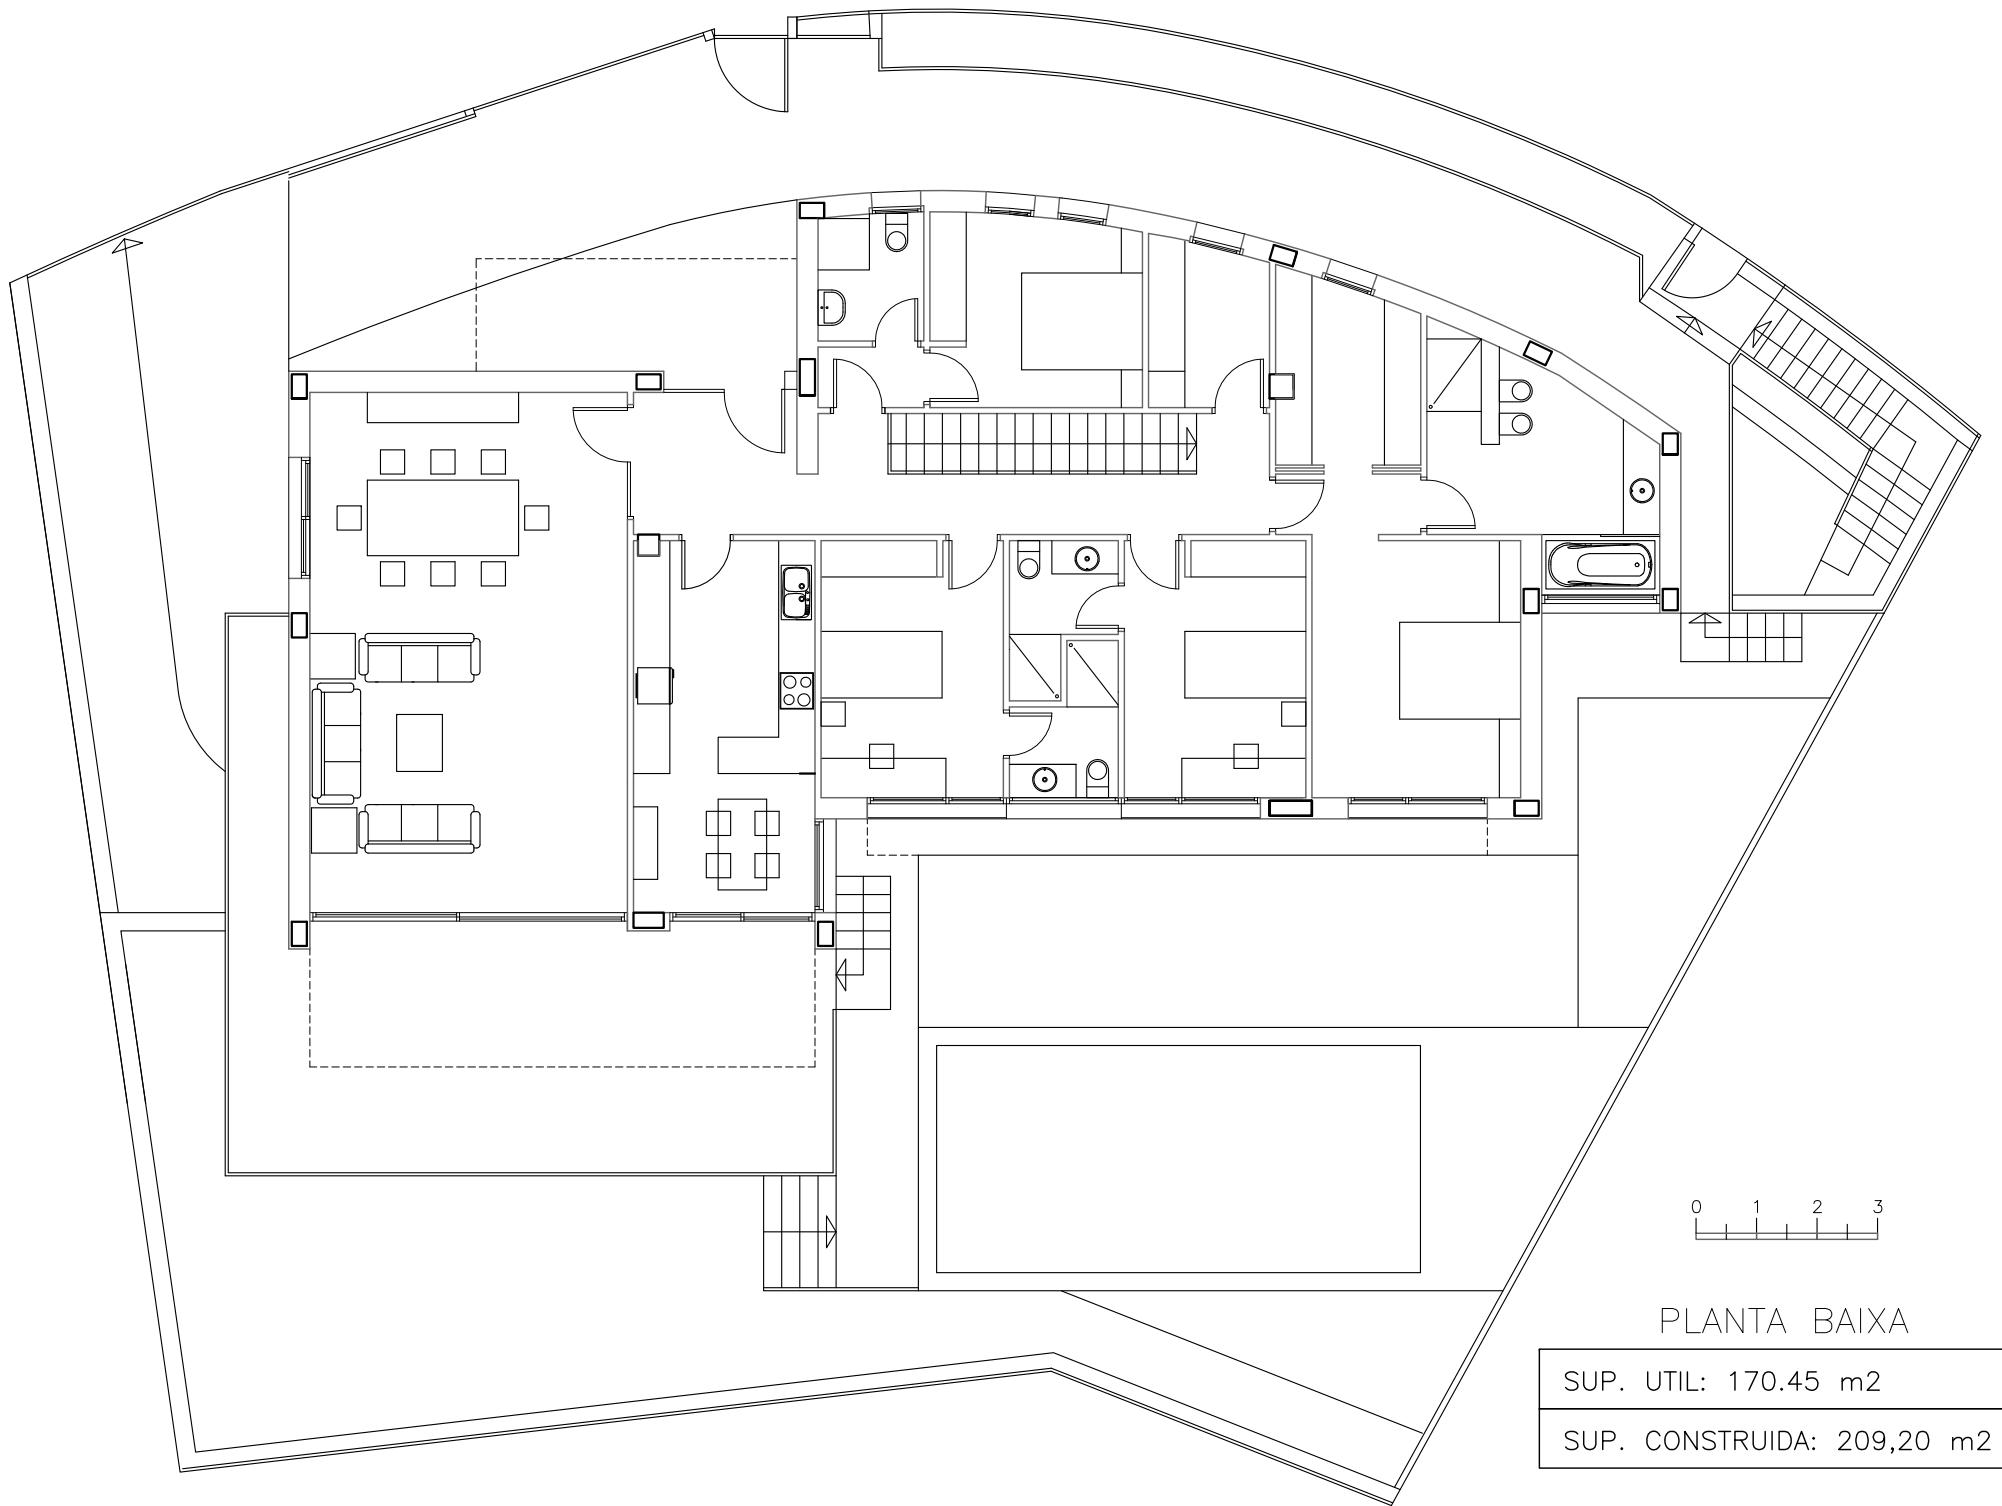 0 1 2 3
PLANTA BAIXA
SUP. UTIL: 170.45 m2
SUP. CONSTRUIDA: 209,20 m2